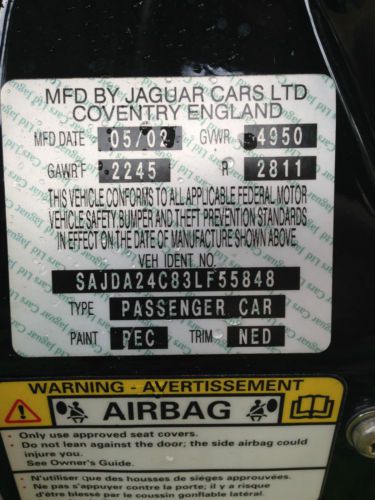 MFD BY JAGUAR CARS LTD
COVENTRY ENGLAND
MFD DATE 05/02 GVWR 4950
GAWR F 2245 R 2811
THIS VEHICLE CONFORMS TO ALL APPLICABLE FEDERAL MOTOR
VEHICLE SAFETY BUMPER AND THEFT PREVENTION STANDARDS
IN EFFECT ON THE DATE OF MANUFACTURE SHOWN ABOVE.
VEH IDENT NO.
SAJDA24C83LF55848
TYPE PASSENGER CAR
PAINT PEC TRIM NED
WARNING - AVERTISSEMENT
AIRBAG
• Only use approved seat covers.
• Do not lean against the door; the side airbag could
injure you.
See Owner's Guide.
• N'utiliser que des housses de sièges approuvées.
• Ne pas s'appuyer contre la porte; il y a risque
d'être blessé par le coussin gonflable latéral.